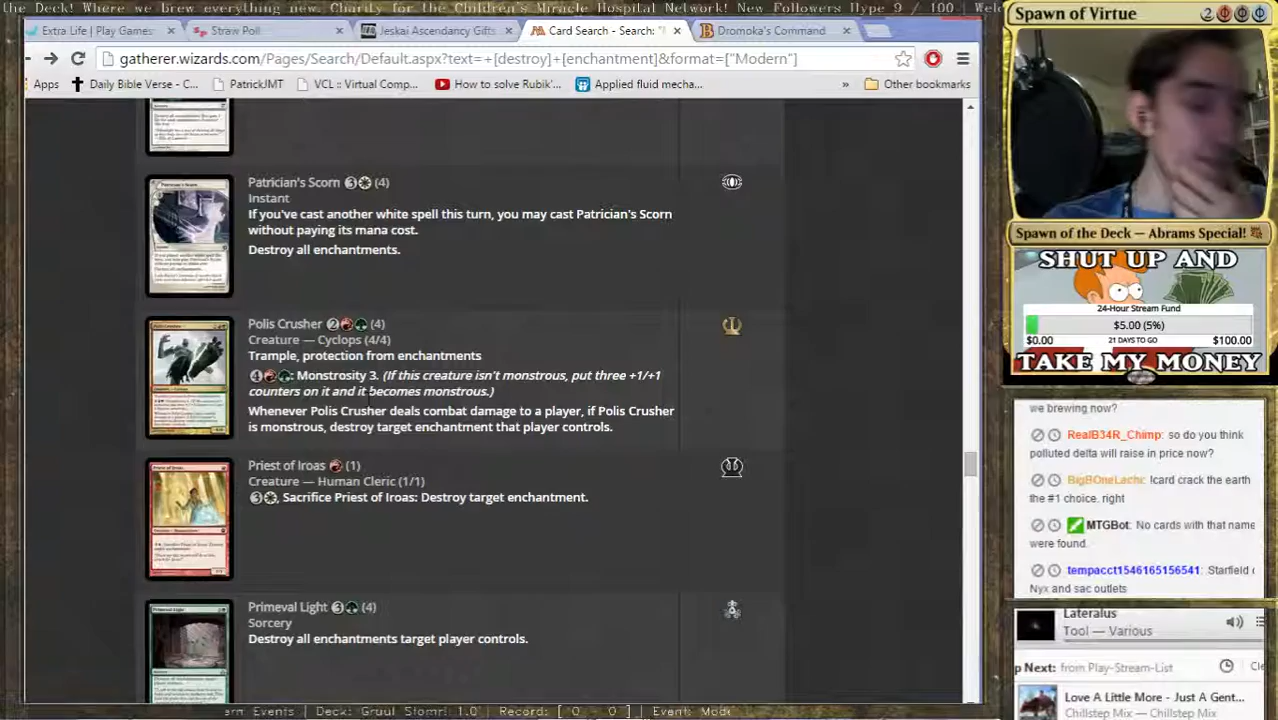 the Deck! Where we brew everything new. Charity for the Children's Miracle Hospital Network! New Followers Hype 9 / 100 | Welc
Extra Life | Play Games
Straw Poll
Jeskai Ascendancy Gifts
Card Search - Search: "
Dromoka's Command
gatherer.wizards.com/Pages/Search/Default.aspx?text=+[destroy]+[enchantment]&format=["Modern"]
Apps
Daily Bible Verse - C...
PatrickJMT
VCL :: Virtual Comp...
How to solve Rubik'...
Applied fluid mecha...
»
Other bookmarks
Patrician's Scorn 3 (4)
Instant
If you've cast another white spell this turn, you may cast Patrician's Scorn
without paying its mana cost.
Destroy all enchantments.
Polis Crusher 2 (4)
Creature — Cyclops (4/4)
Trample, protection from enchantments
4 : Monstrosity 3. (If this creature isn't monstrous, put three +1/+1
counters on it and it becomes monstrous.)
Whenever Polis Crusher deals combat damage to a player, if Polis Crusher
is monstrous, destroy target enchantment that player controls.
Priest of Iroas (1)
Creature — Human Cleric (1/1)
3 , Sacrifice Priest of Iroas: Destroy target enchantment.
Primeval Light 3 (4)
Sorcery
Destroy all enchantments target player controls.
Spawn of Virtue 2
Spawn of the Deck — Abrams Special!
SHUT UP AND
24-Hour Stream Fund
$5.00 (5%)
$0.00
21 DAYS TO GO
$100.00
TAKE MY MONEY
we brewing now?
RealB34R_Chimp: so do you think
polluted delta will raise in price now?
BigBOneLachc: !card crack the earth
the #1 choice. right
MTGBot: No cards with that name
were found.
tempacct1546165156541: Starfield o
Nyx and sac outlets
Lateralus
Tool — Various
p Next: from Play-Stream-List
Cle
Love A Little More - Just A Gent...
Chillstep Mix — Chillstep Mix
arm Events | Deck: Gruul Storm! 1.0 | Record: [ 0 - 0 ] | Event: Mode